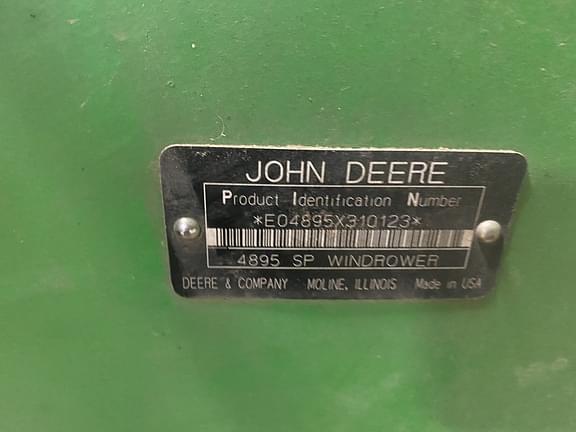 JOHN DEERE
Product Identification Number
*E04895X310123*
4895 SP WINDROWER
DEERE & COMPANY MOLINE, ILLINOIS Made in USA